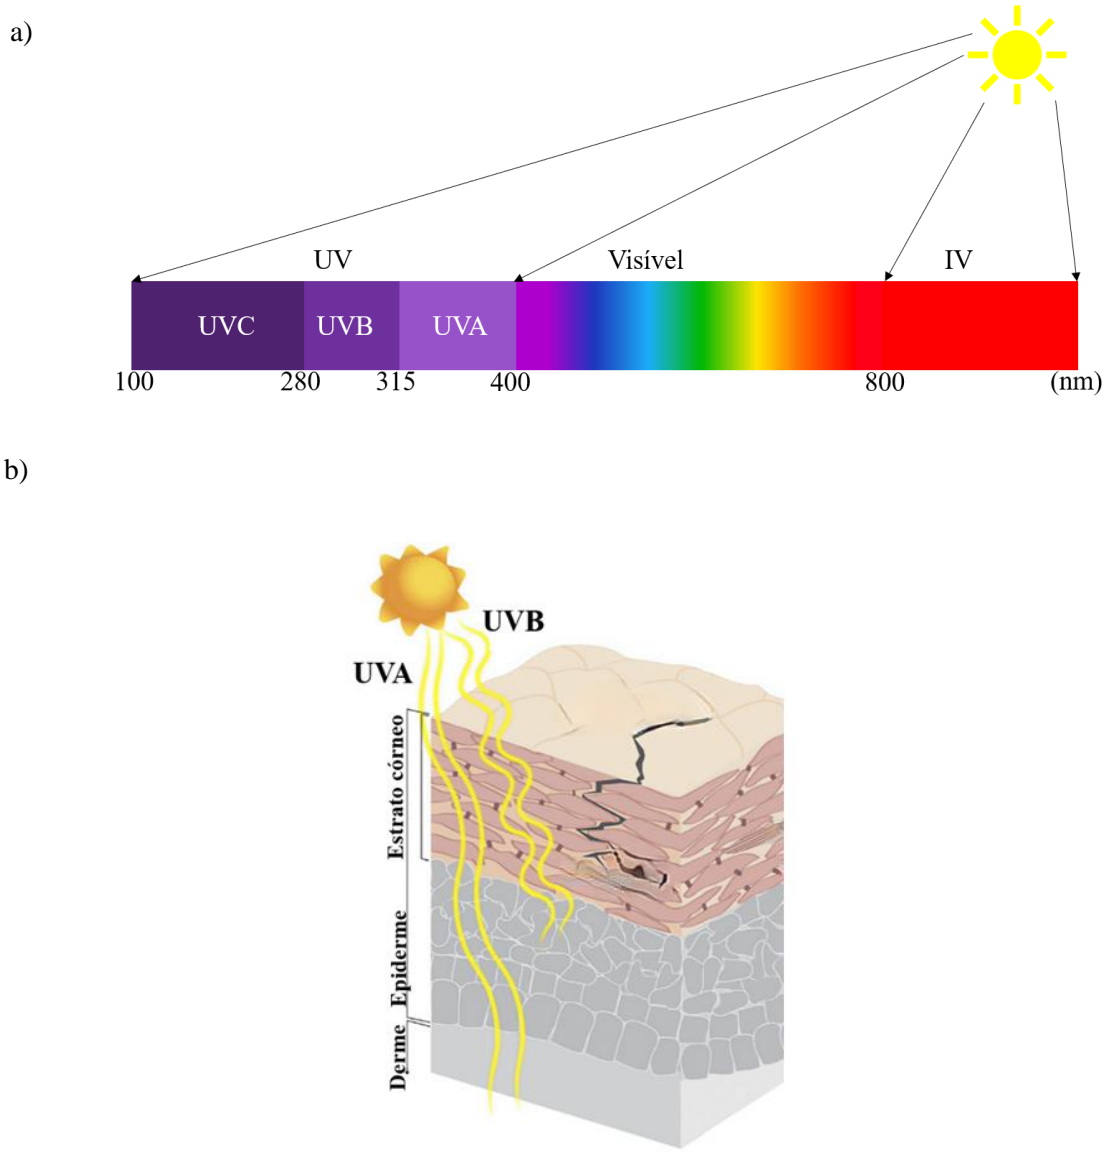 a)
UV Visível IV
UVC UVB UVA
100 280 315 400 800 (nm)
b)
UVB
UVA
Estrato córneo
Epiderme
Derme